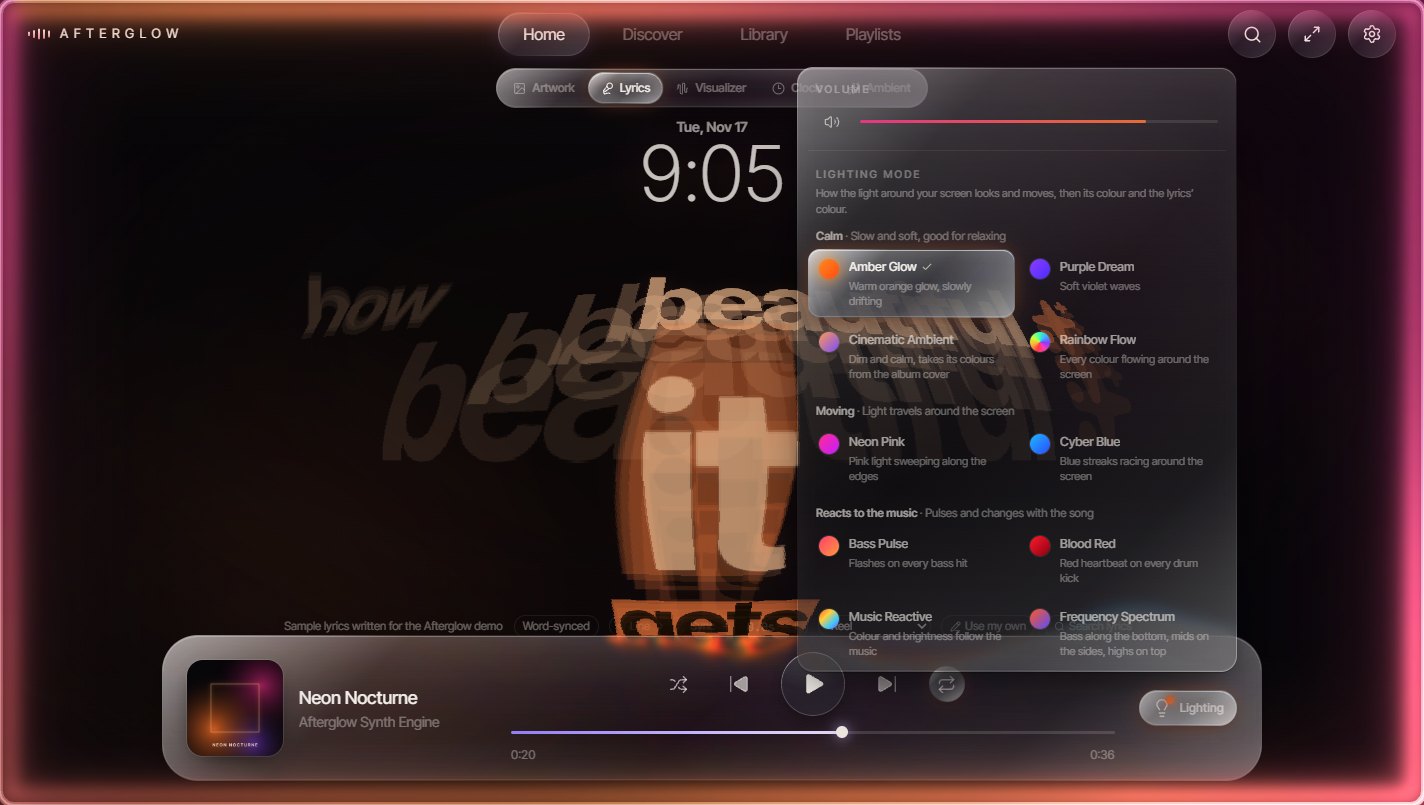 AFTERGLOW
Home
Discover
Library
Playlists
Artwork
Lyrics
Visualizer
Clock
Ambient
Tue, Nov 17
9:05
how
beautiful
beautiful
beautiful
it
gets
VOLUME
LIGHTING MODE
How the light around your screen looks and moves, then its colour and the lyrics'
colour.
Calm · Slow and soft, good for relaxing
Amber Glow
Warm orange glow, slowly
drifting
Purple Dream
Soft violet waves
Cinematic Ambient
Dim and calm, takes its colours
from the album cover
Rainbow Flow
Every colour flowing around the
screen
Moving · Light travels around the screen
Neon Pink
Pink light sweeping along the
edges
Cyber Blue
Blue streaks racing around the
screen
Reacts to the music · Pulses and changes with the song
Bass Pulse
Flashes on every bass hit
Blood Red
Red heartbeat on every drum
kick
Music Reactive
Colour and brightness follow the
music
Frequency Spectrum
Bass along the bottom, mids on
the sides, highs on top
Sample lyrics written for the Afterglow demo
Word-synced
Use my own
NEON NOCTURNE
Neon Nocturne
Afterglow Synth Engine
0:20
0:36
Lighting